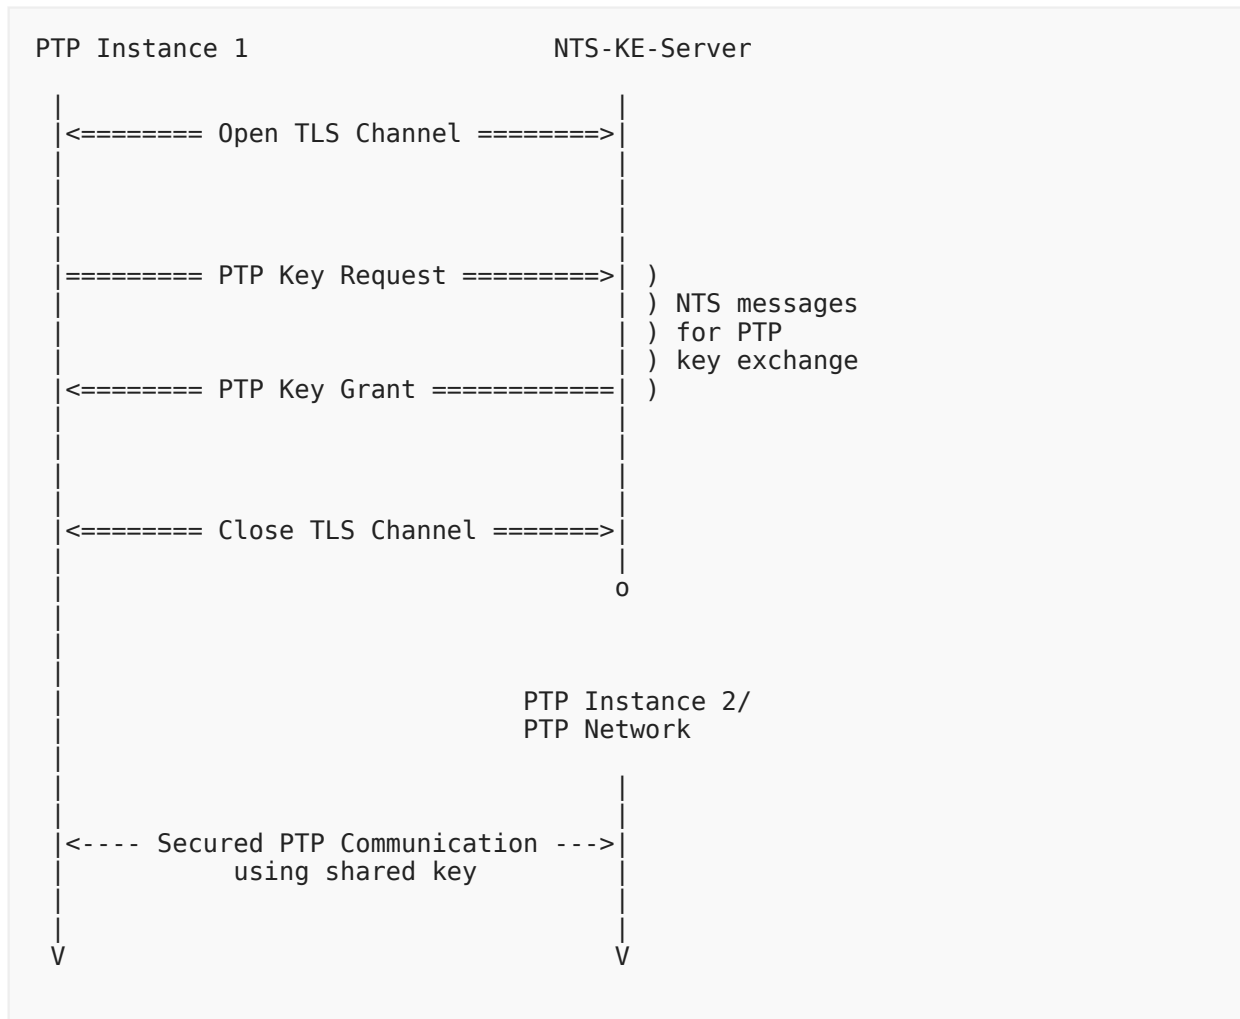 PTP Instance 1                    NTS-KE-Server
<======== Open TLS Channel ========>
========= PTP Key Request =========> )
) NTS messages
) for PTP
) key exchange
<======== PTP Key Grant ============ )
<======== Close TLS Channel =======>
o
PTP Instance 2/
PTP Network
<---- Secured PTP Communication --->
using shared key
V                                    V